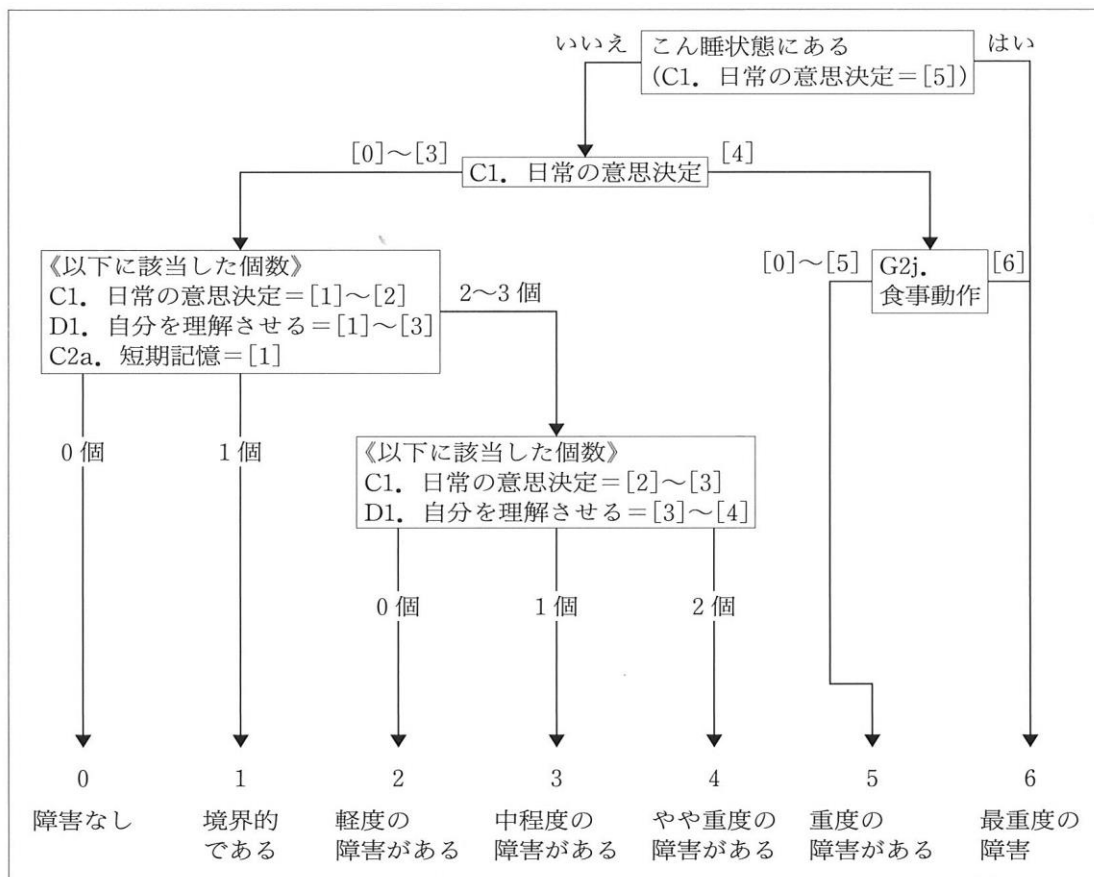 いいえ
こん睡状態にある
(C1. 日常の意思決定=[5])
はい
[0]～[3]
C1. 日常の意思決定
[4]
《以下に該当した個数》
C1. 日常の意思決定=[1]～[2]
D1. 自分を理解させる=[1]～[3]
C2a. 短期記憶=[1]
2～3個
[0]～[5]
G2j.
食事動作
[6]
0個
1個
《以下に該当した個数》
C1. 日常の意思決定=[2]～[3]
D1. 自分を理解させる=[3]～[4]
0個
1個
2個
0
障害なし
1
境界的
である
2
軽度の
障害がある
3
中程度の
障害がある
4
やや重度の
障害がある
5
重度の
障害がある
6
最重度の
障害